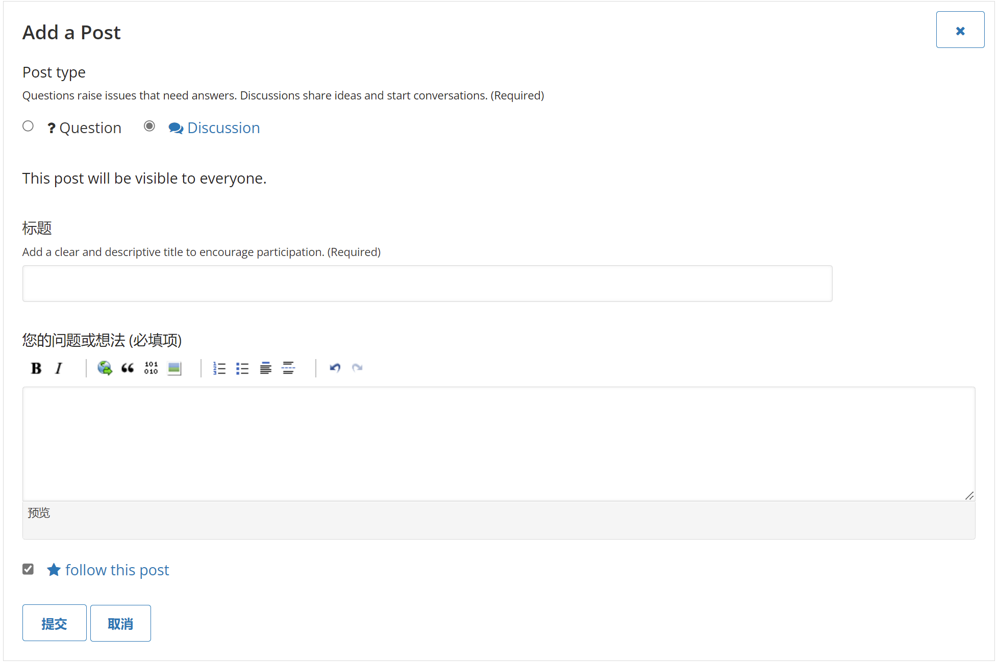 Add a Post
Post type
Questions raise issues that need answers. Discussions share ideas and start conversations. (Required)
? Question Discussion
This post will be visible to everyone.
标题
Add a clear and descriptive title to encourage participation. (Required)
您的问题或想法 (必填项)
B I 101 010
预览
follow this post
提交 取消